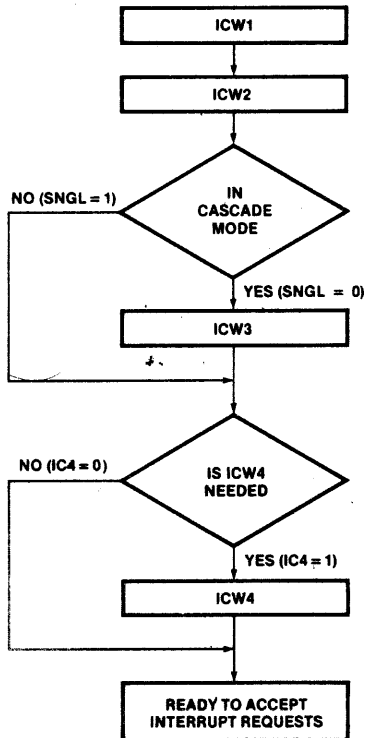 ICW1
ICW2
IN
CASCADE
MODE
NO (SNGL = 1)
YES (SNGL = 0)
ICW3
IS ICW4
NEEDED
NO (IC4 = 0)
YES (IC4 = 1)
ICW4
READY TO ACCEPT
INTERRUPT REQUESTS